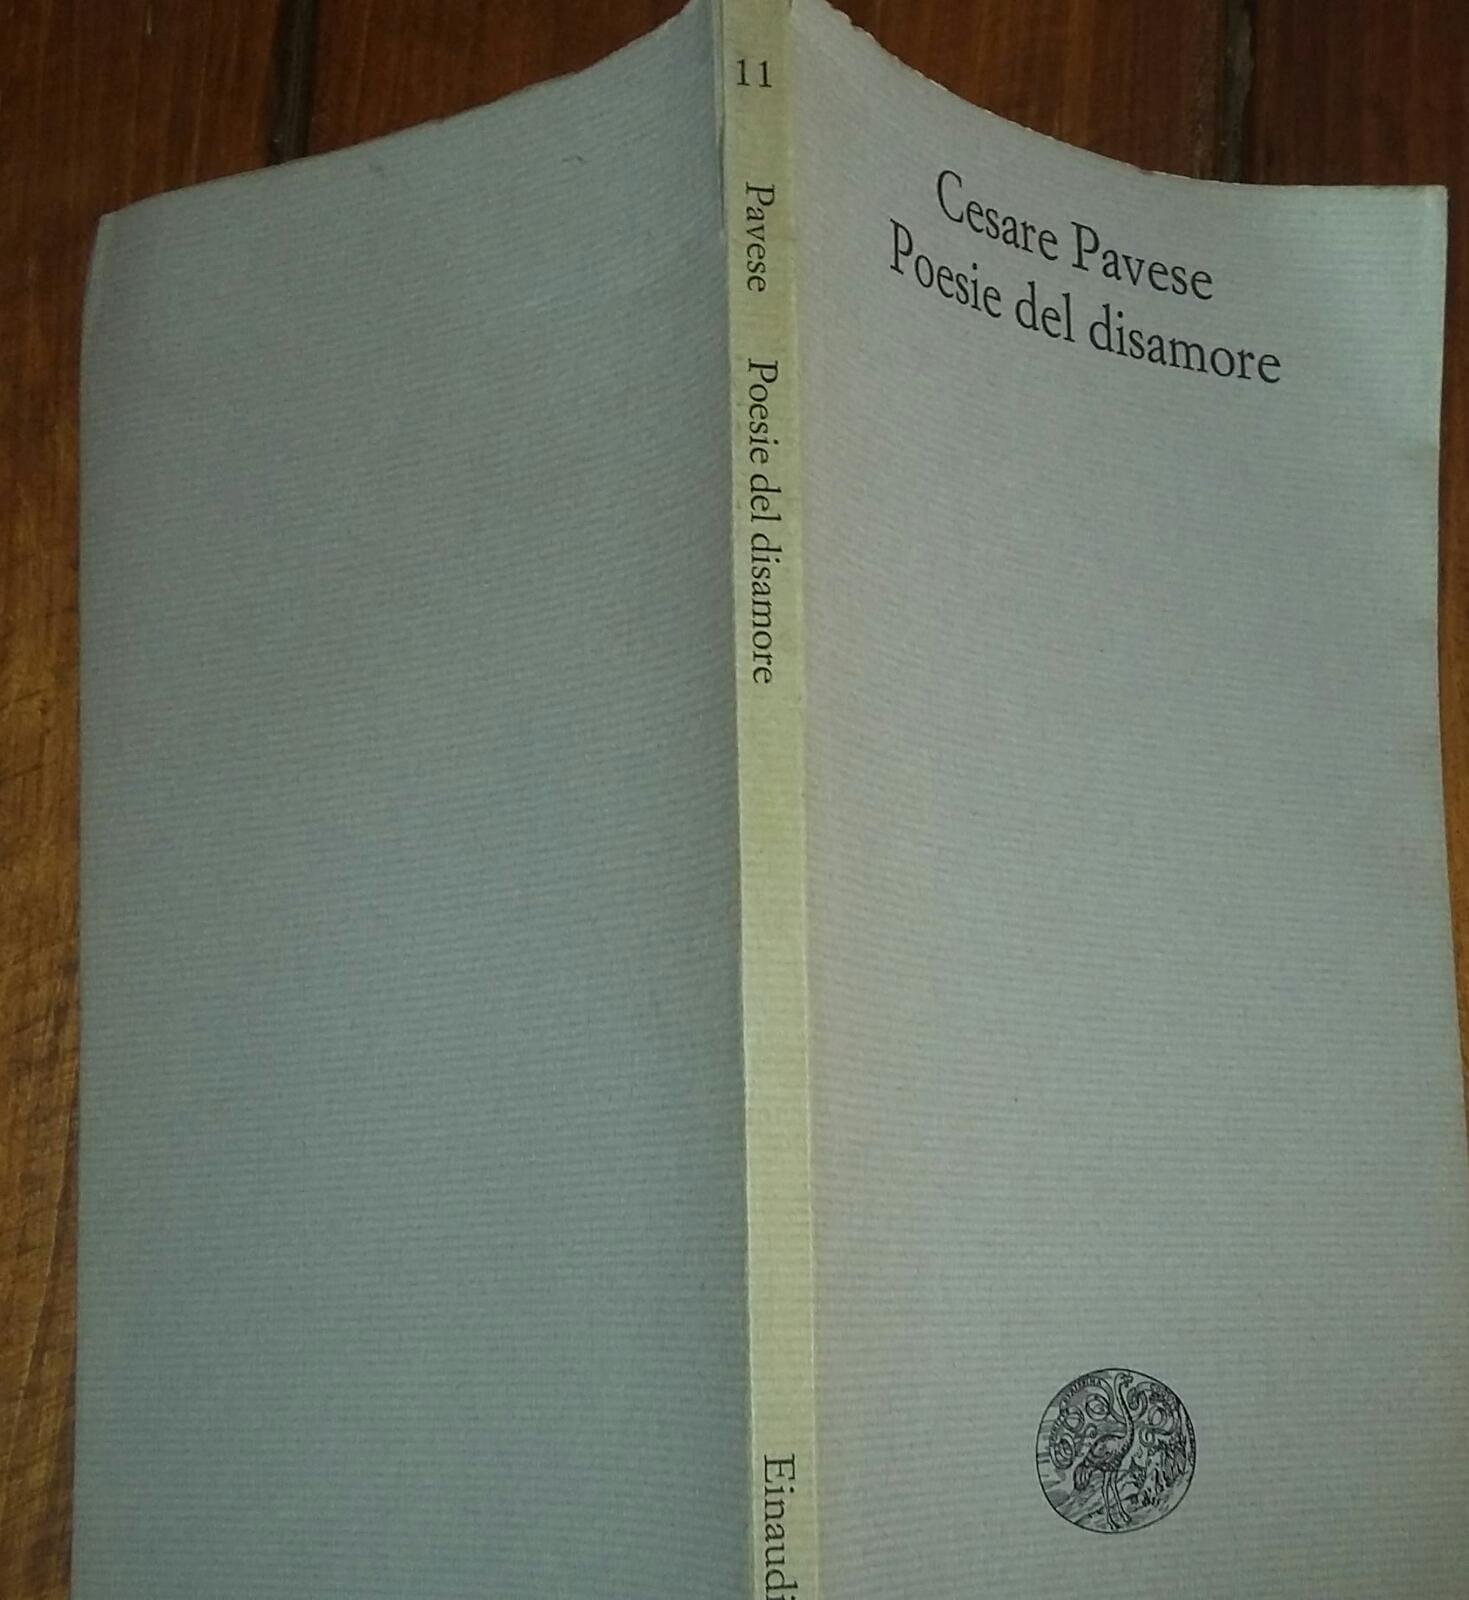 11
Pavese
Poesie del disamore
Einaudi
Cesare Pavese
Poesie del disamore